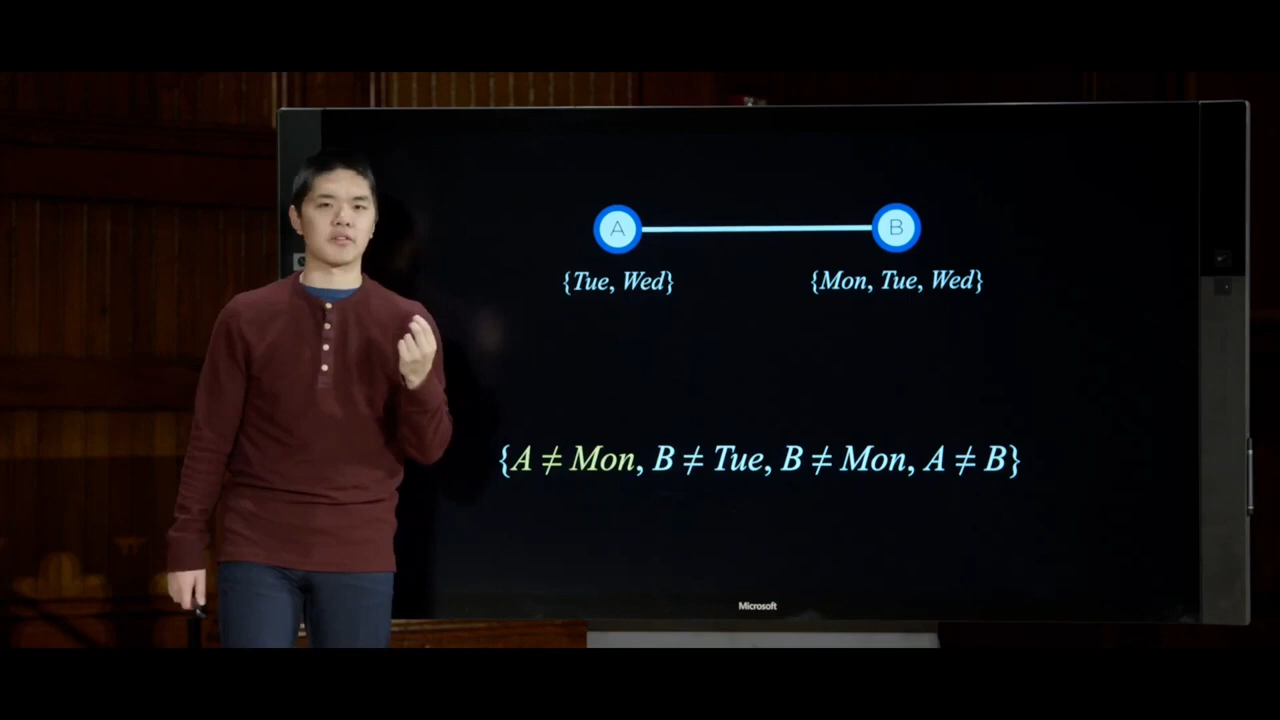 A B
{Tue, Wed} {Mon, Tue, Wed}
{A ≠ Mon, B ≠ Tue, B ≠ Mon, A ≠ B}
Microsoft